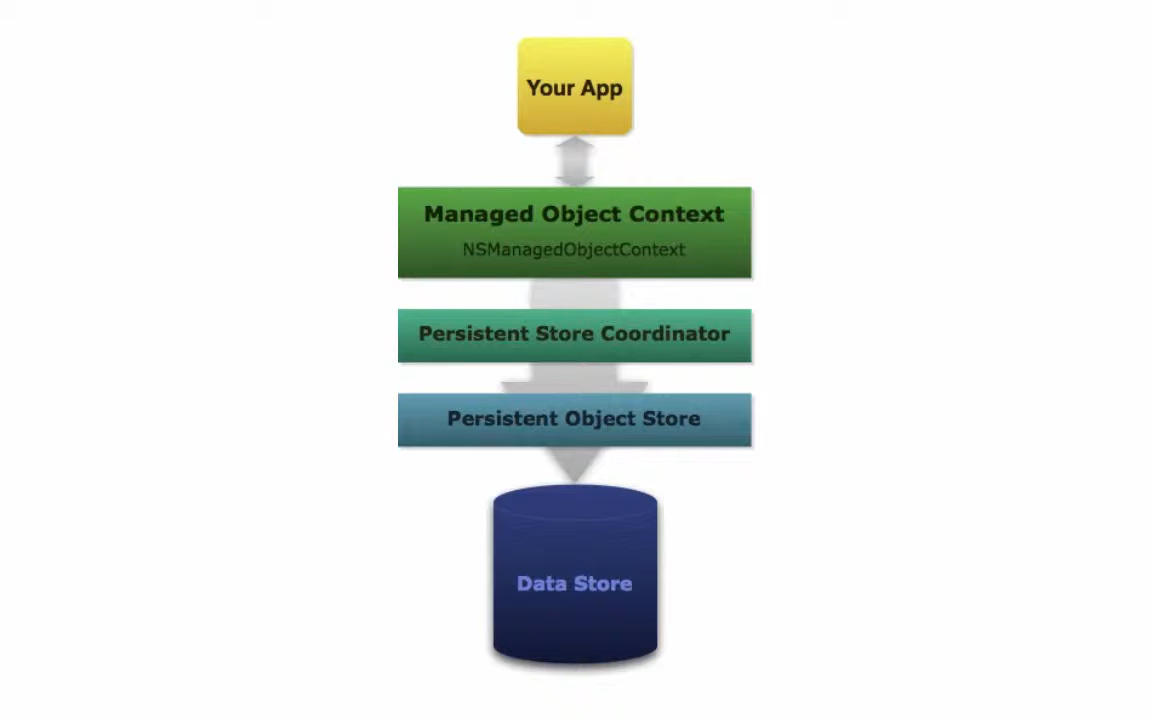 Your App
Managed Object Context
NSManagedObjectContext
Persistent Store Coordinator
Persistent Object Store
Data Store